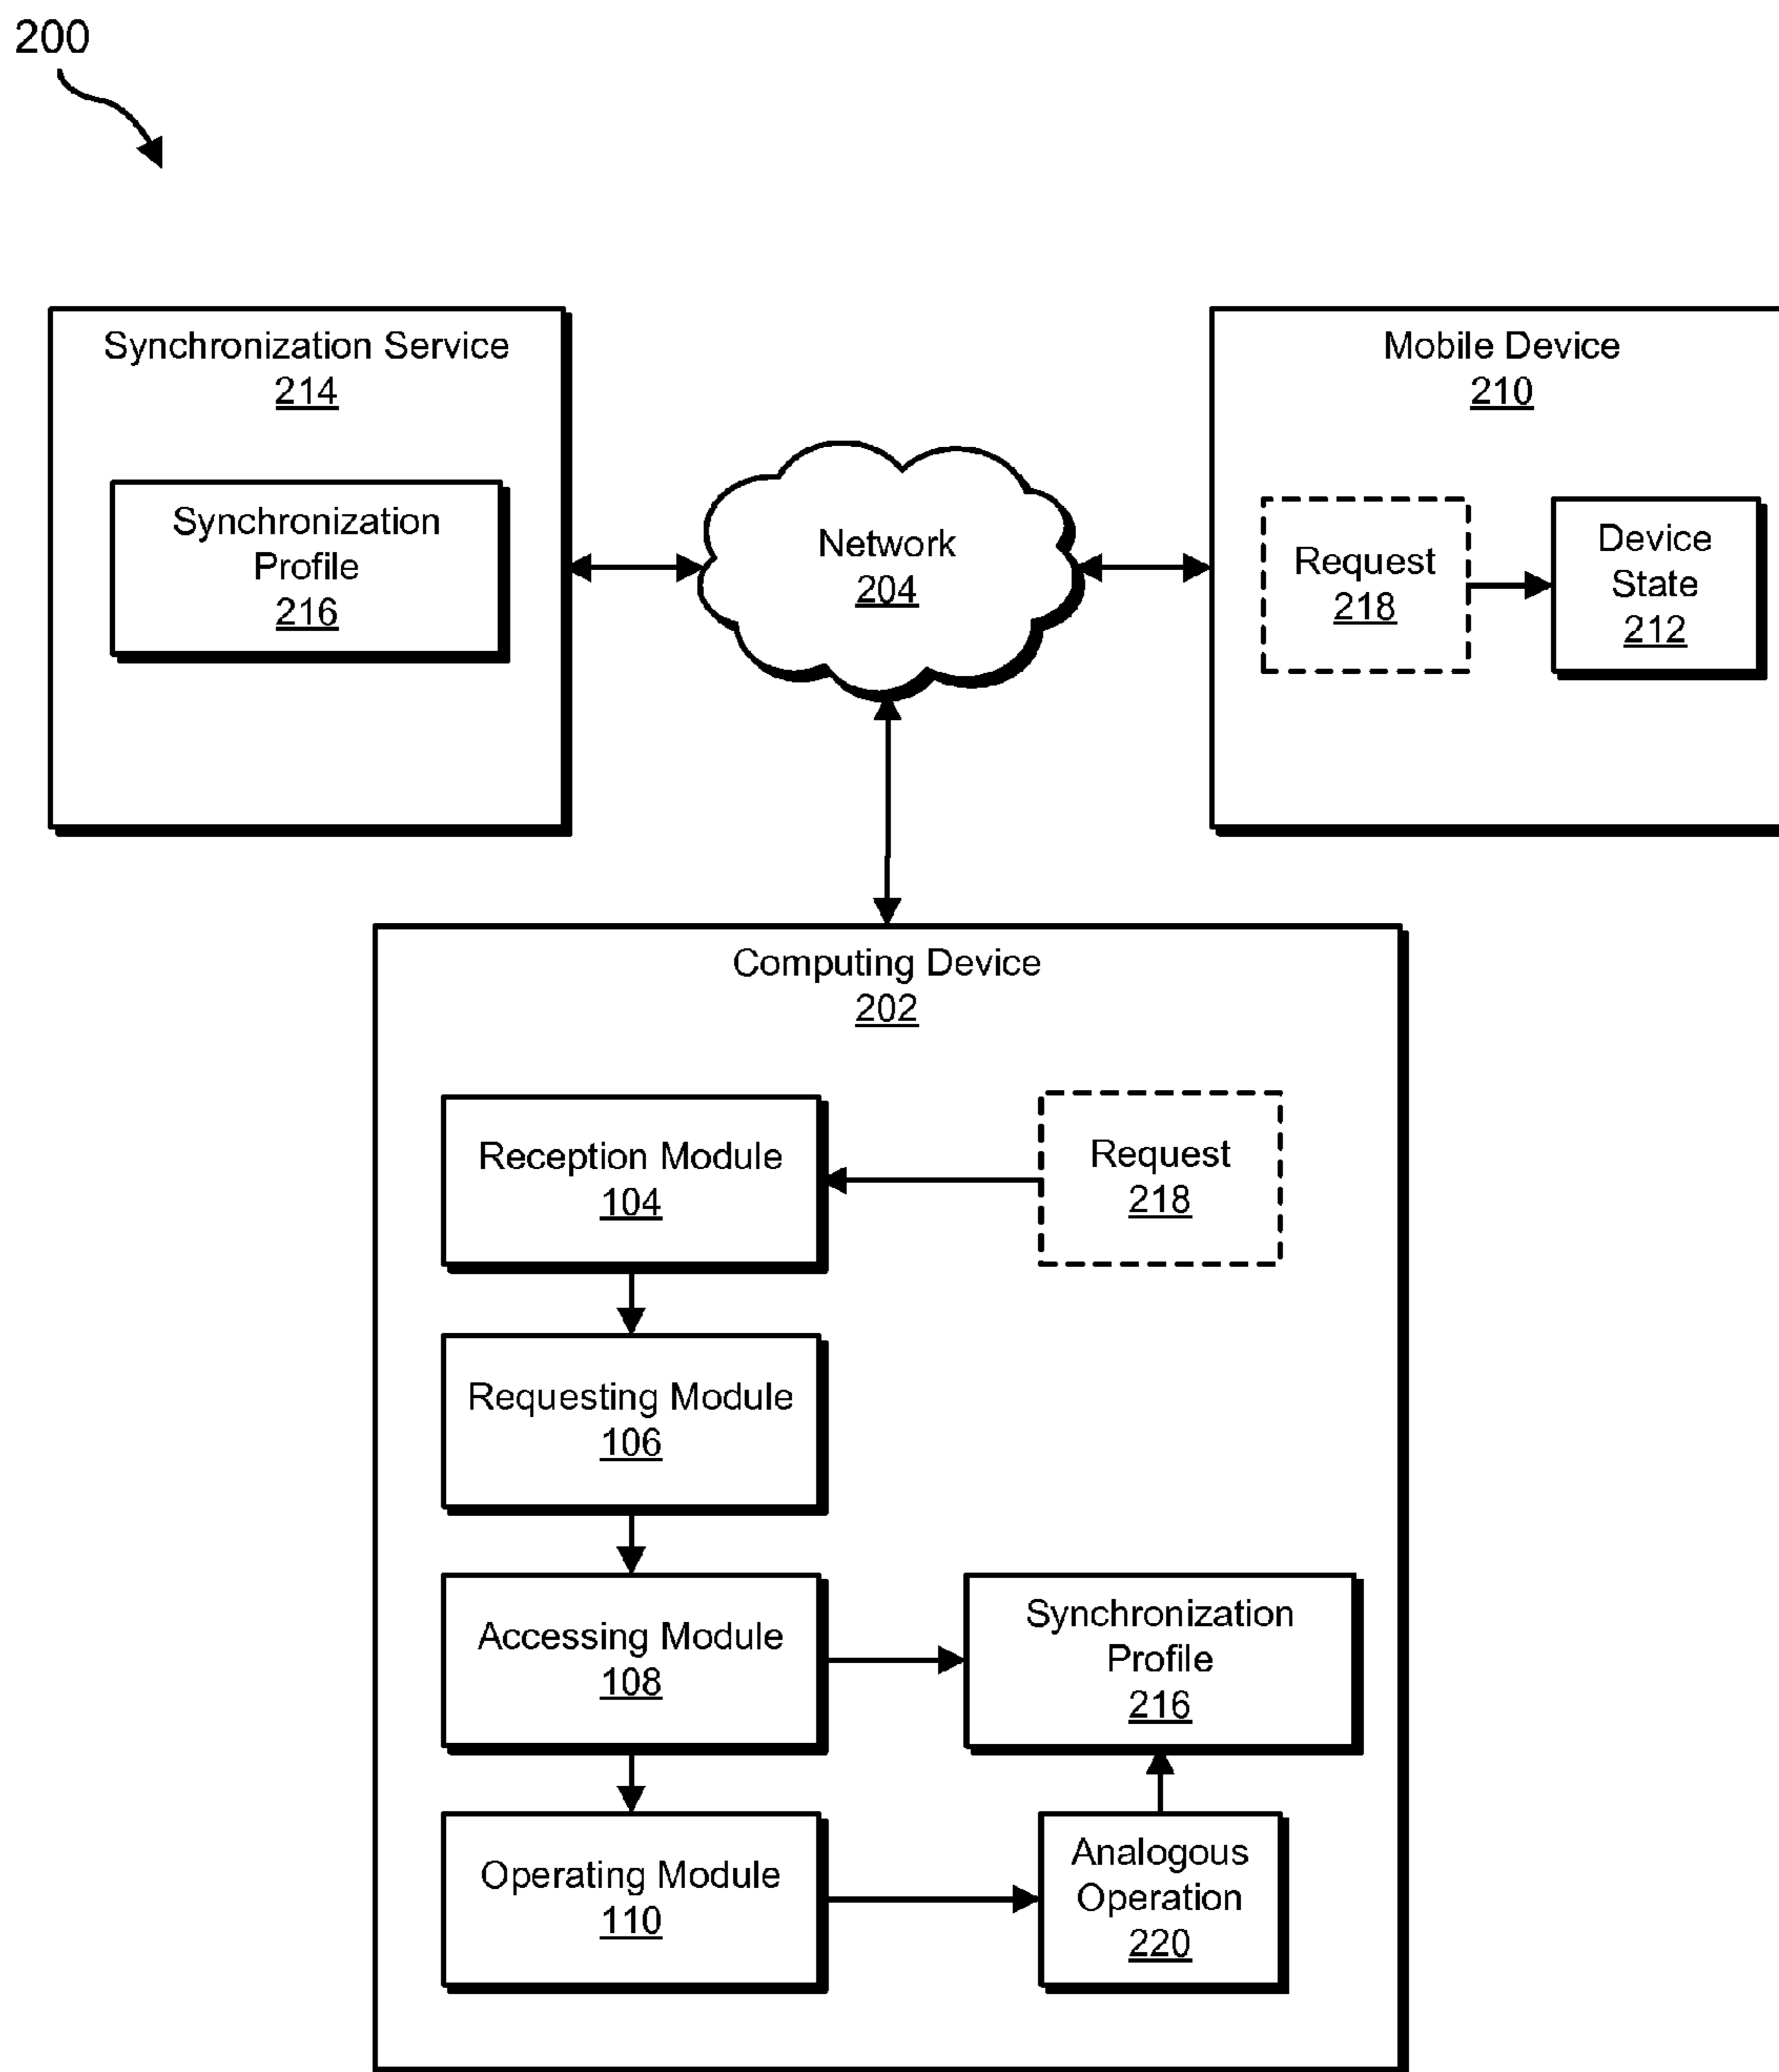 200
Synchronization Service
214
Synchronization
Profile
216
Network
204
Mobile Device
210
Request
218
Device
State
212
Computing Device
202
Reception Module
104
Request
218
Requesting Module
106
Accessing Module
108
Synchronization
Profile
216
Operating Module
110
Analogous
Operation
220